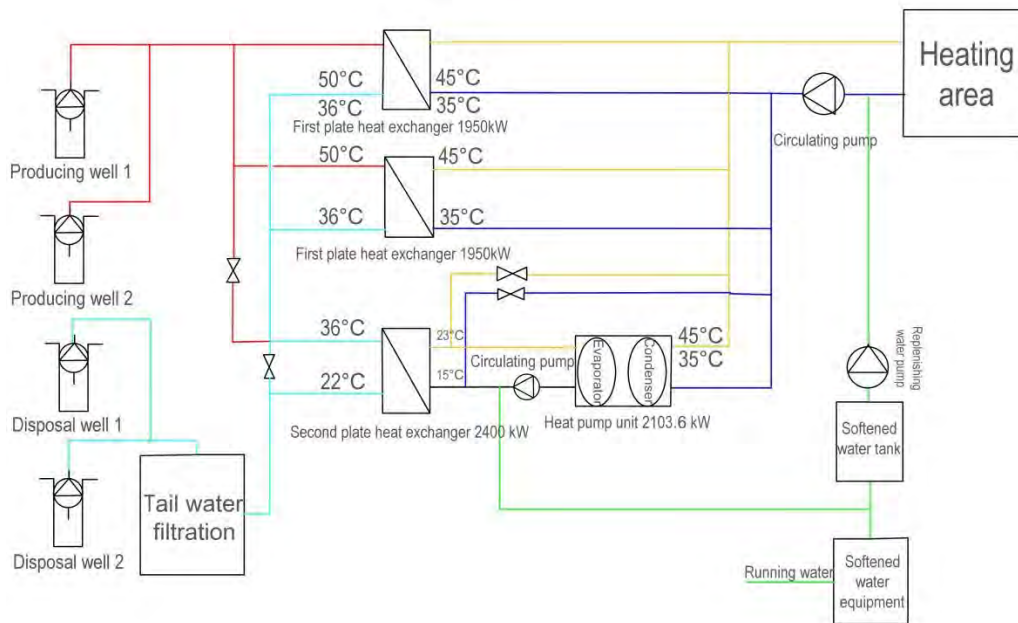 Heating
area
50°C
45°C
36°C
35°C
First plate heat exchanger 1950kW
Circulating pump
Producing well 1
50°C
45°C
36°C
35°C
First plate heat exchanger 1950kW
Producing well 2
36°C
23°C
Circulating pump
Evaporator
Condenser
45°C
35°C
22°C
15°C
Second plate heat exchanger 2400 kW
Heat pump unit 2103.6 kW
Replenishing
water pump
Disposal well 1
Softened
water tank
Tail water
filtration
Disposal well 2
Running water
Softened
water
equipment